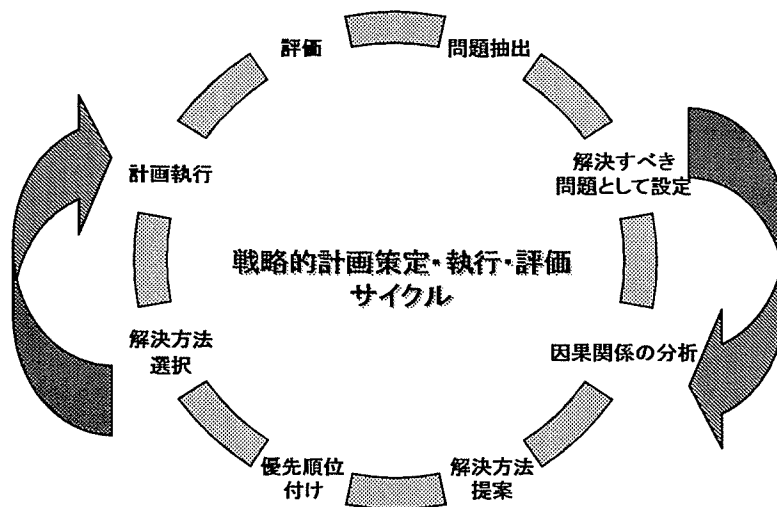 評価
問題抽出
計画執行
解決すべき
問題として設定
戦略的計画策定・執行・評価
サイクル
解決方法
選択
因果関係の分析
優先順位
付け
解決方法
提案